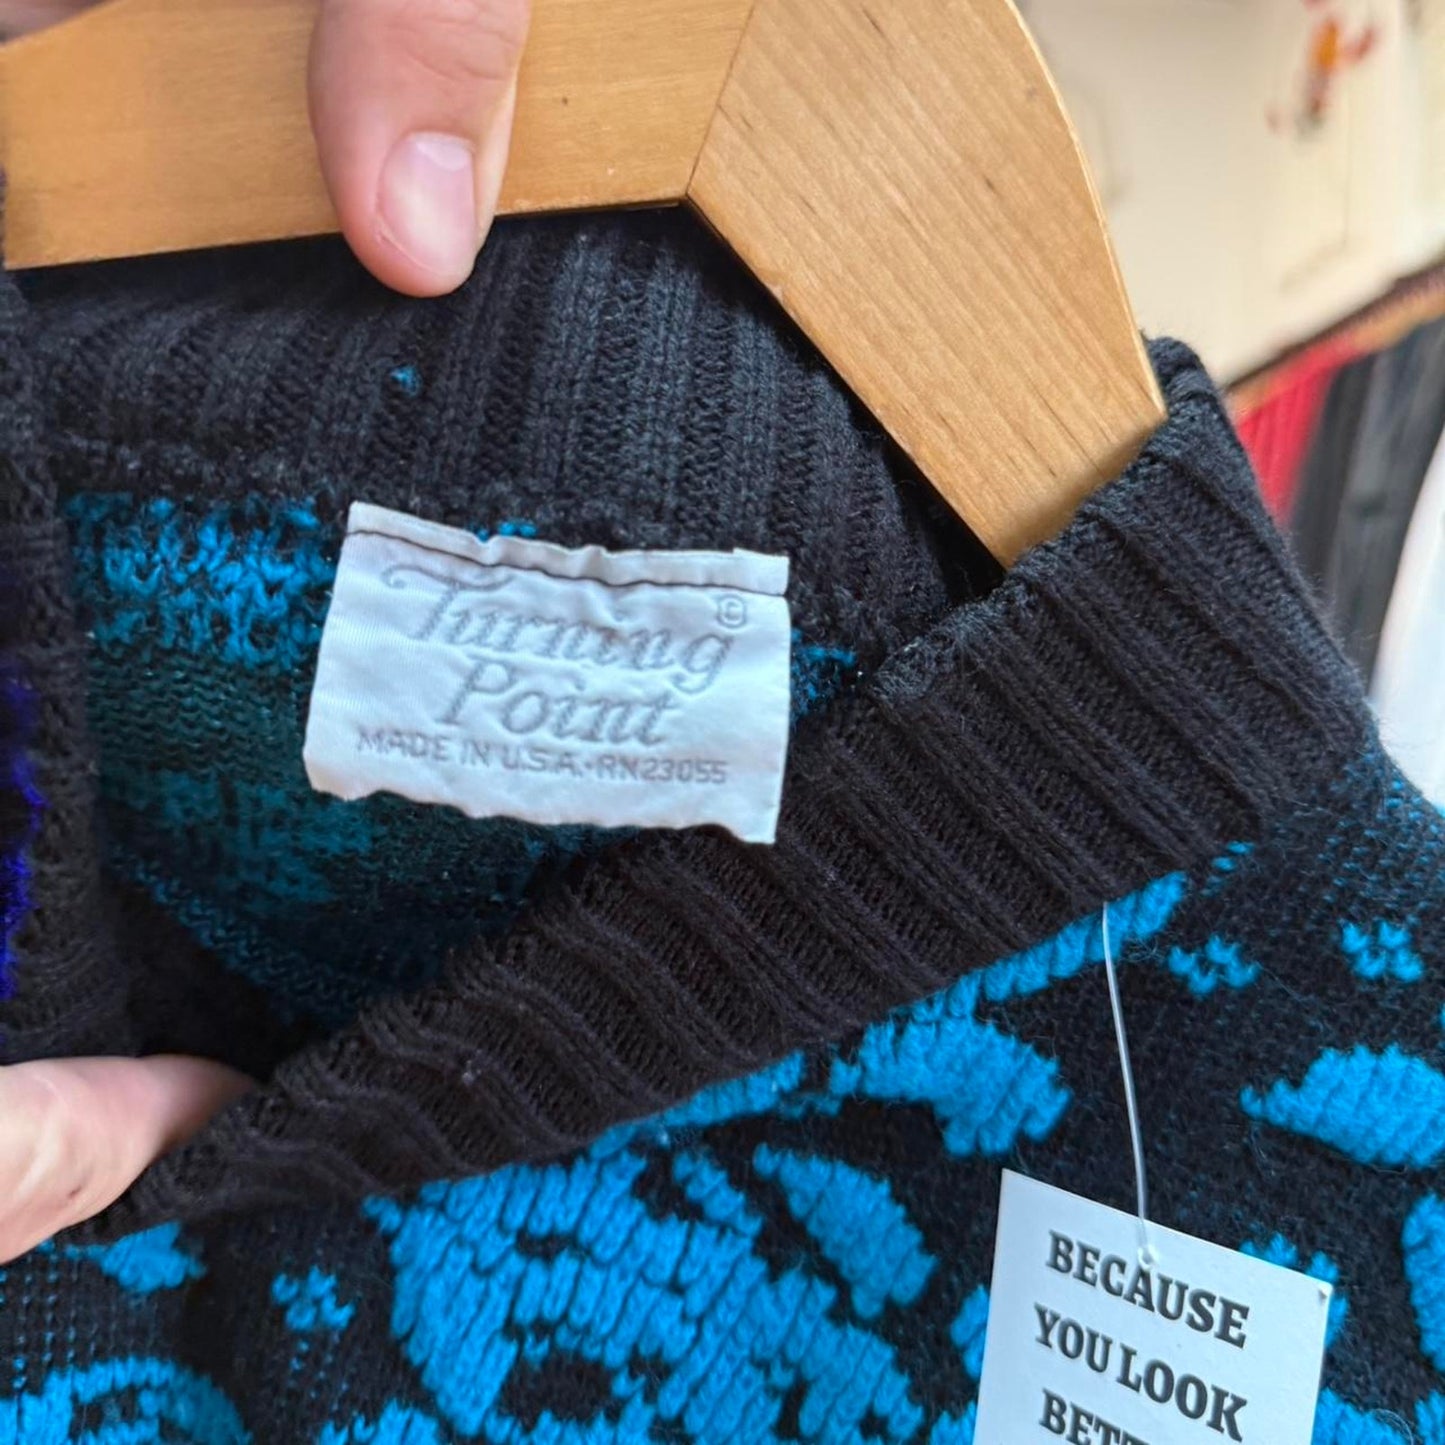 Turning ©
Point
MADE IN U.S.A.·RN23055
BECAUSE
YOU LOOK